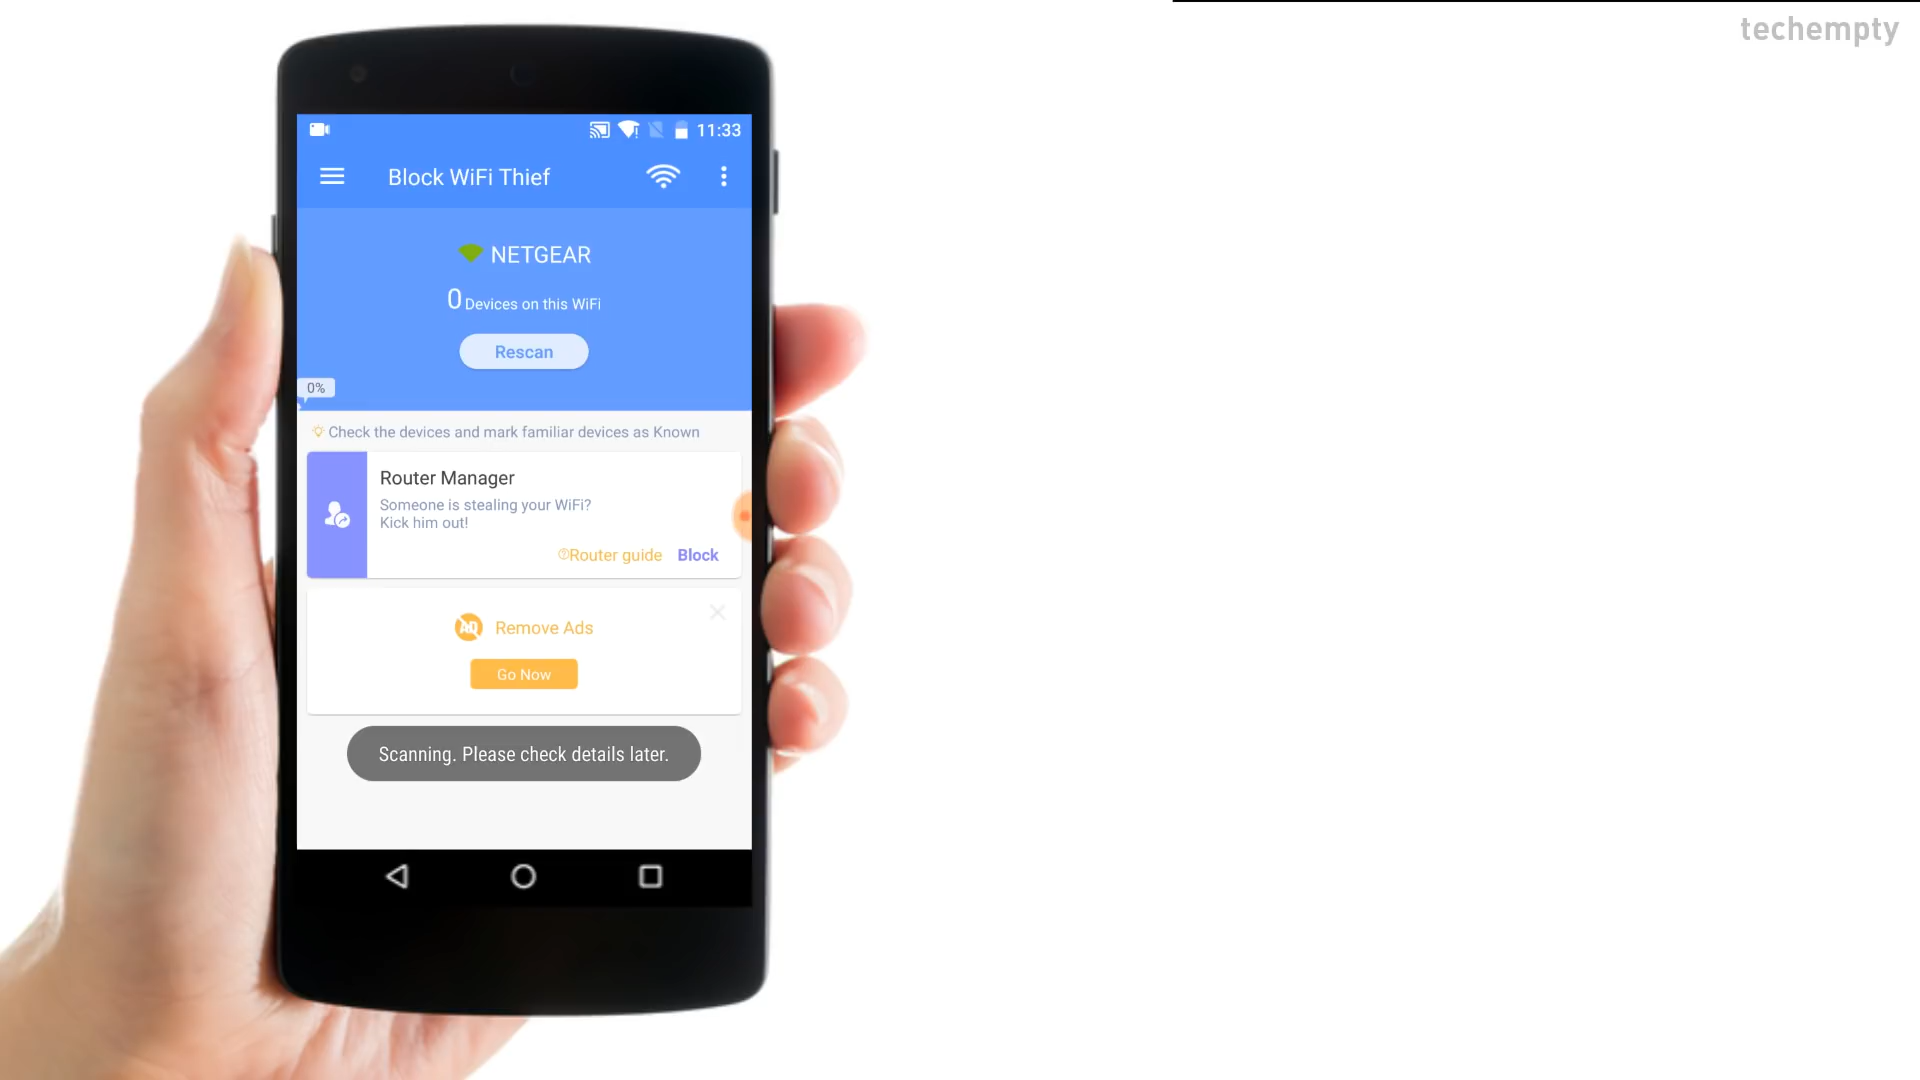 techempty
11:33
Block WiFi Thief
NETGEAR
0 Devices on this WiFi
Rescan
0%
Check the devices and mark familiar devices as Known
Router Manager
Someone is stealing your WiFi?
Kick him out!
Router guide Block
AD Remove Ads
Go Now
Scanning. Please check details later.